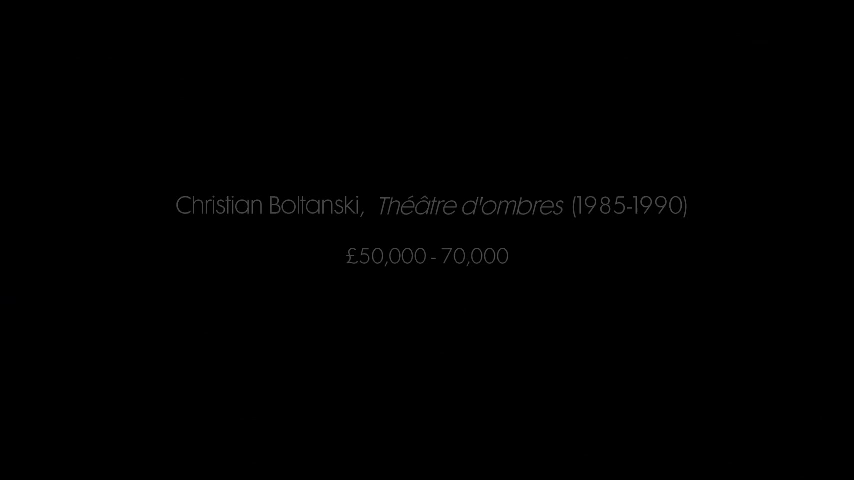 Christian Boltanski, Théâtre d'ombres (1985-1990)
£50,000 - 70,000